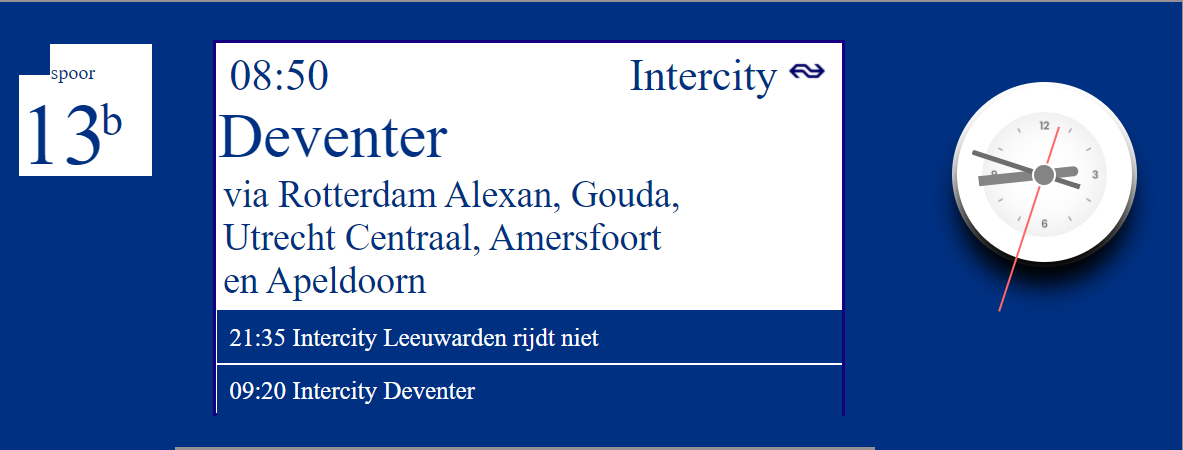 spoor
13b
08:50 Intercity
Deventer
via Rotterdam Alexan, Gouda,
Utrecht Centraal, Amersfoort
en Apeldoorn
21:35 Intercity Leeuwarden rijdt niet
09:20 Intercity Deventer
12
9 3
6